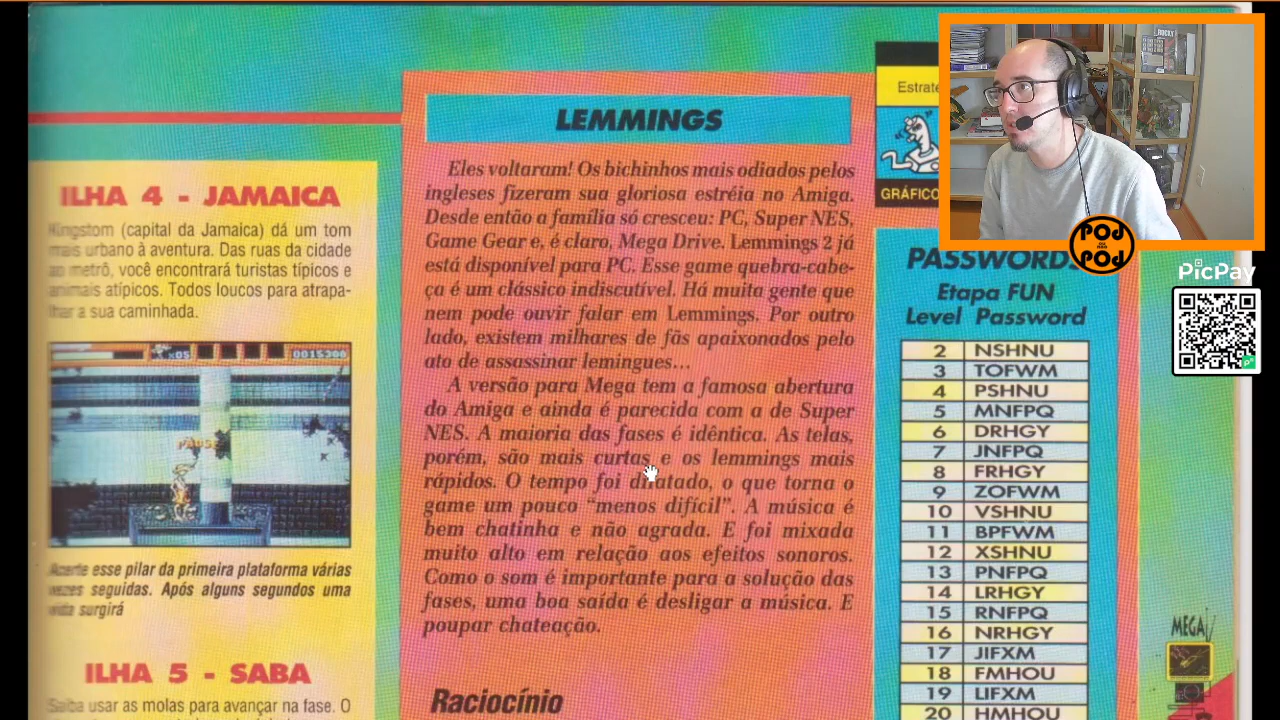 ILHA 4 - JAMAICA
Kingstom (capital da Jamaica) dá um tom
mais urbano à aventura. Das ruas da cidade
ao metrô, você encontrará turistas típicos e
animais atípicos. Todos loucos para atrapa-
lhar a sua caminhada.
x05
0015300
PAUSE
Acerte esse pilar da primeira plataforma várias
vezes seguidas. Após alguns segundos uma
vida surgirá
ILHA 5 - SABA
Saiba usar as molas para avançar na fase. O
LEMMINGS
Eles voltaram! Os bichinhos mais odiados pelos
ingleses fizeram sua gloriosa estréia no Amiga.
Desde então a família só cresceu: PC, Super NES,
Game Gear e, é claro, Mega Drive. Lemmings 2 já
está disponível para PC. Esse game quebra-cabe-
ça é um sucesso indiscutível. Há muita gente que
nem pode ouvir falar em Lemmings. Por outro
lado, existem milhares de fãs apaixonados pelo
ato de assassinar lemingues...
A versão para Mega tem a famosa abertura
do Amiga e ainda é parecida com a de Super
NES. A maioria das fases é idêntica. As telas,
porém, são mais curtas e os lemmings mais
rápidos. O tempo foi dilatado, o que torna o
game um pouco “menos difícil”. A música é
bem chatinha e não agrada. E foi mixada
muito alto em relação aos efeitos sonoros.
Como o som é importante para a solução das
fases, uma boa saída é desligar a música. E
poupar chateação.
Raciocínio
Estraté
GRÁFICO
PASSWORDS
Etapa FUN
Level Password
2 NSHNU
3 TOFWM
4 PSHNU
5 MNFPQ
6 DRHGY
7 JNFPQ
8 FRHGY
9 ZOFWM
10 VSHNU
11 BPFWM
12 XSHNU
13 PNFPQ
14 LRHGY
15 RNFPQ
16 NRHGY
17 JIFXM
18 FMHOU
19 LIFXM
20 HMHOU
ROCKY
POD
OU NÃO
POD
PicPay
MEGA